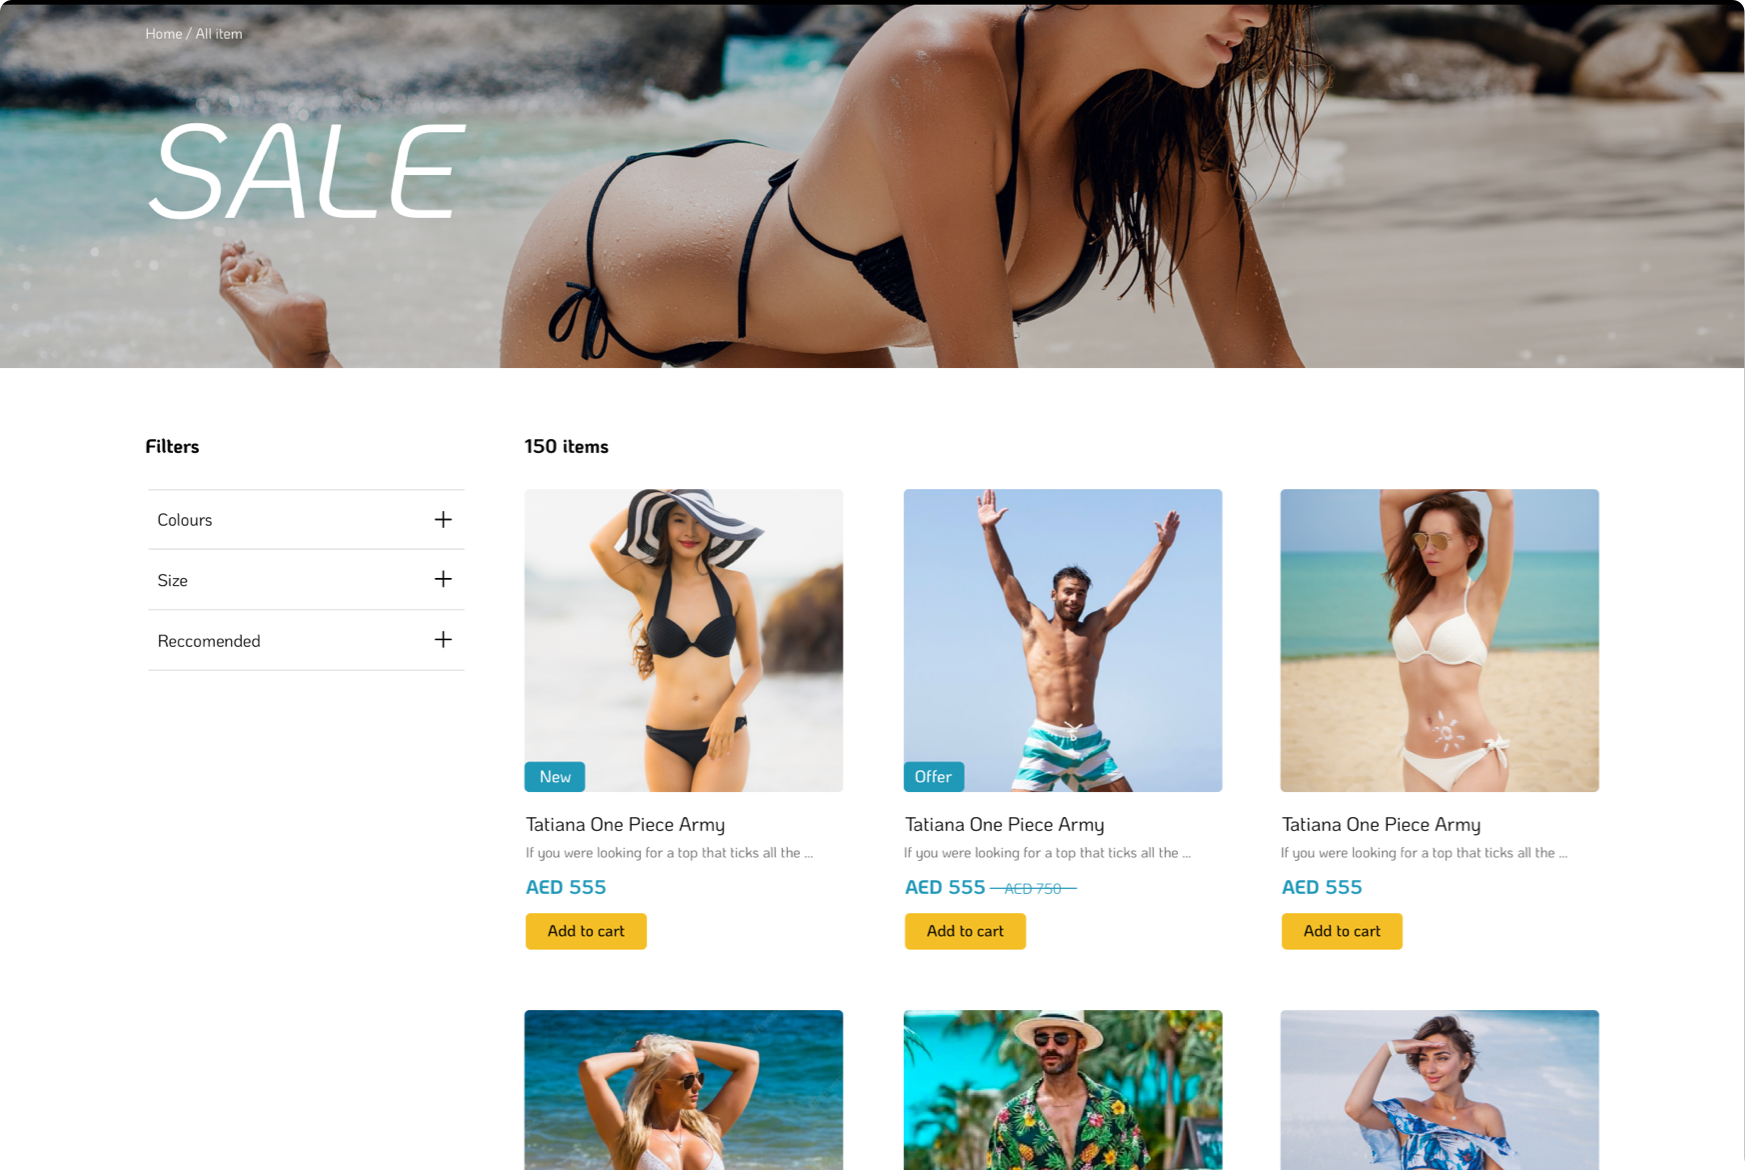 Home / All item
SALE
Filters
150 items
Colours
Size
Reccomended
New
Offer
Tatiana One Piece Army
If you were looking for a top that ticks all the ...
AED 555
Add to cart
Tatiana One Piece Army
If you were looking for a top that ticks all the ...
AED 555 AED 750
Add to cart
Tatiana One Piece Army
If you were looking for a top that ticks all the ...
AED 555
Add to cart